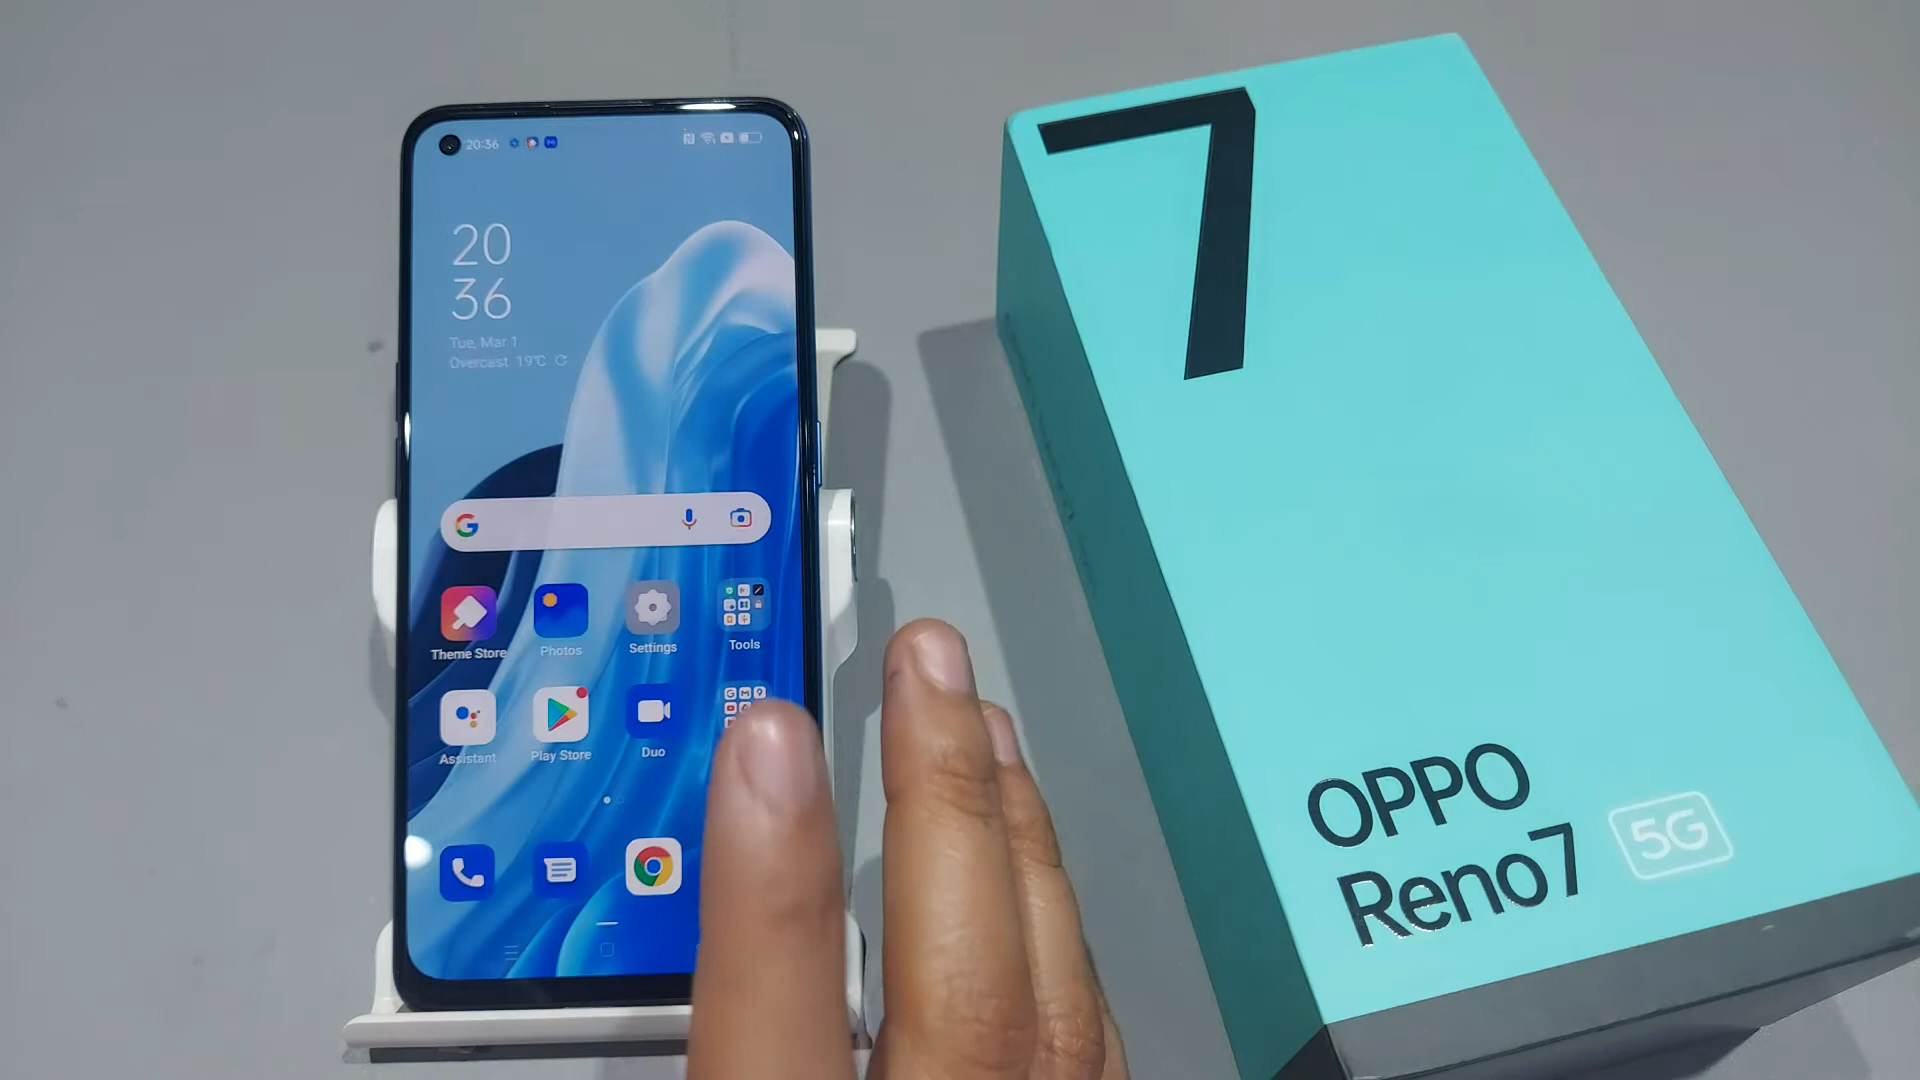 20:36
20
36
Tue, Mar 1
Overcast 19°C
Theme Store
Photos
Settings
Tools
Assistant
Play Store
Duo
7
OPPO
Reno7 5G